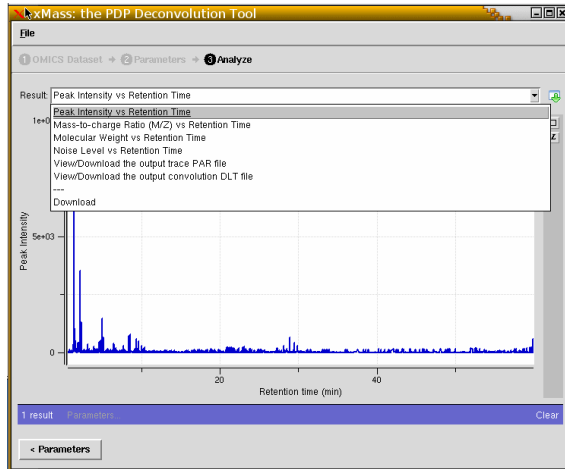 xMass: the PDP Deconvolution Tool
File
1 OMICS Dataset → 2 Parameters → 3 Analyze
Result: Peak Intensity vs Retention Time
Peak Intensity vs Retention Time
Mass-to-charge Ratio (M/Z) vs Retention Time
Molecular Weight vs Retention Time
Noise Level vs Retention Time
View/Download the output trace PAR file
View/Download the output convolution DLT file
---
Download
1e+0
5e+03
0
Peak Intensity
20
40
Retention time (min)
1 result Parameters... Clear
< Parameters